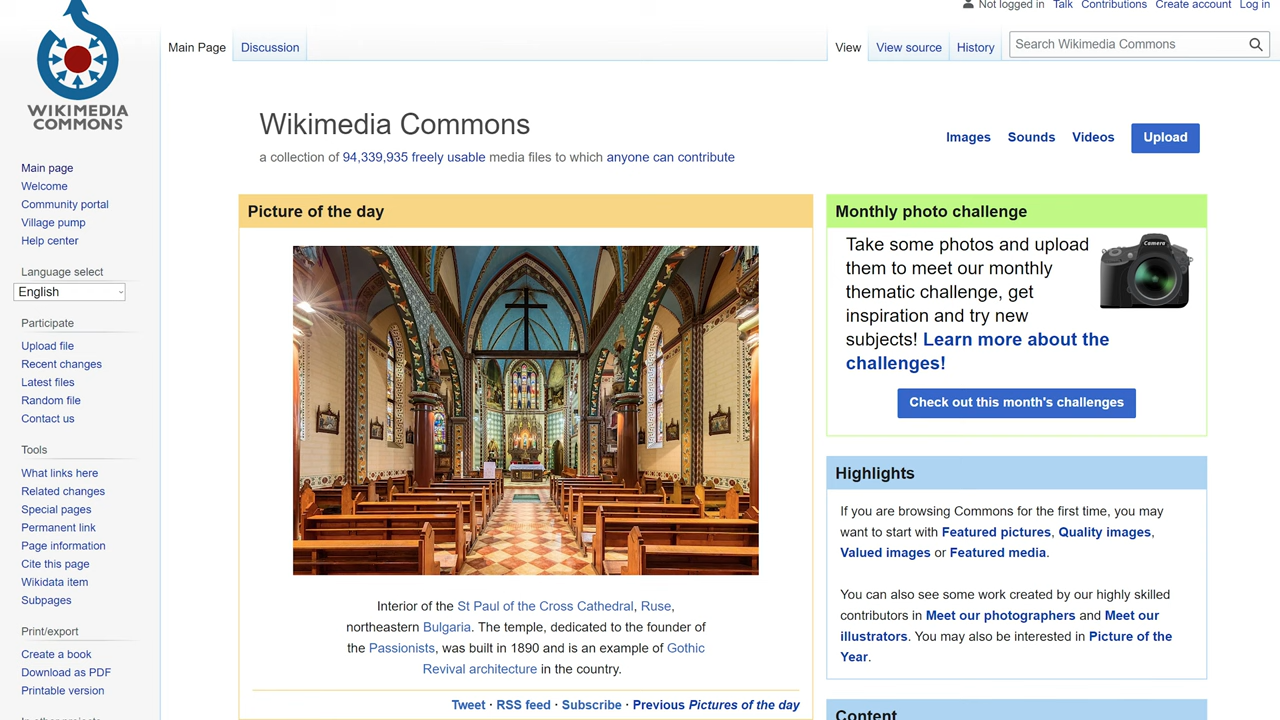 Not logged in Talk Contributions Create account Log in
Main Page Discussion View View source History Search Wikimedia Commons
WIKIMEDIA
COMMONS
Main page
Welcome
Community portal
Village pump
Help center
Language select
English
Participate
Upload file
Recent changes
Latest files
Random file
Contact us
Tools
What links here
Related changes
Special pages
Permanent link
Page information
Cite this page
Wikidata item
Subpages
Print/export
Create a book
Download as PDF
Printable version
In other projects
Wikimedia Commons
a collection of 94,339,935 freely usable media files to which anyone can contribute
Images Sounds Videos Upload
Picture of the day
Interior of the St Paul of the Cross Cathedral, Ruse,
northeastern Bulgaria. The temple, dedicated to the founder of
the Passionists, was built in 1890 and is an example of Gothic
Revival architecture in the country.
Tweet · RSS feed · Subscribe · Previous Pictures of the day
Monthly photo challenge
Take some photos and upload
them to meet our monthly
thematic challenge, get
inspiration and try new
subjects! Learn more about the
challenges!
Camera
Check out this month's challenges
Highlights
If you are browsing Commons for the first time, you may
want to start with Featured pictures, Quality images,
Valued images or Featured media.
You can also see some work created by our highly skilled
contributors in Meet our photographers and Meet our
illustrators. You may also be interested in Picture of the
Year.
Content